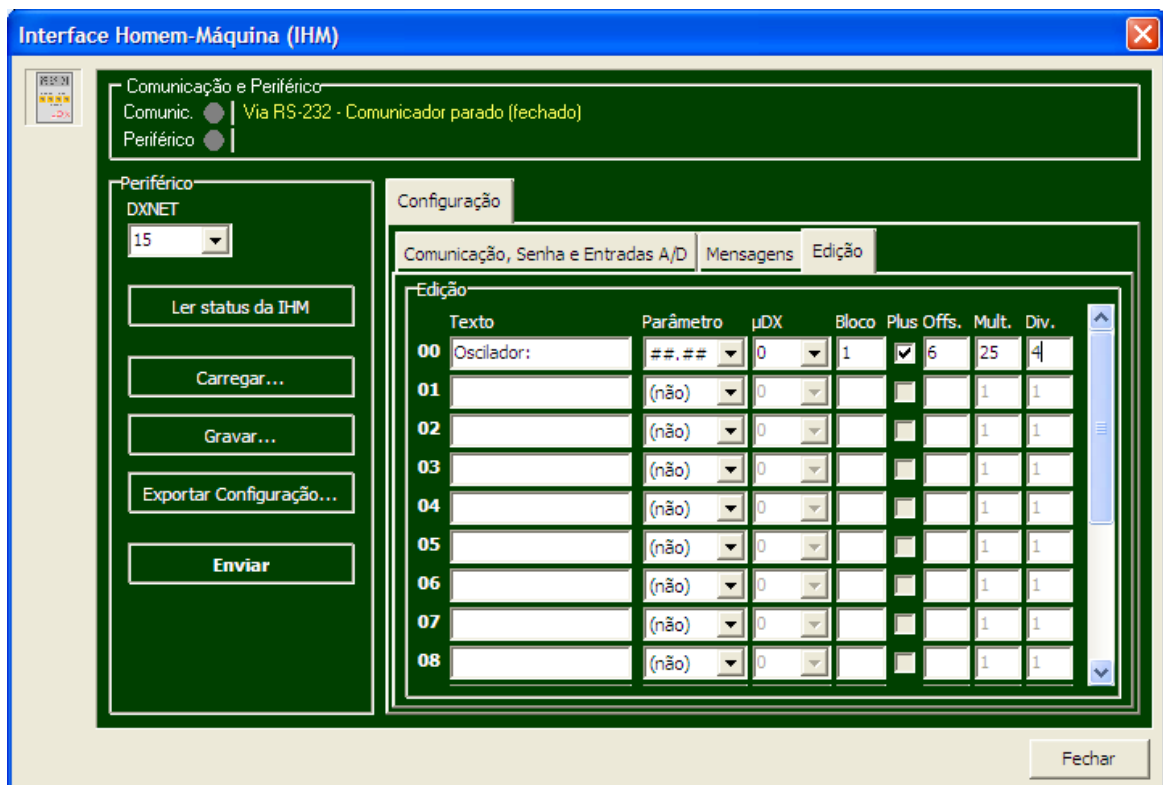 Interface Homem-Máquina (IHM)
Comunicação e Periférico
Comunic. Via RS-232 - Comunicador parado (fechado)
Periférico
Periférico
DXNET
15
Ler status da IHM
Carregar...
Gravar...
Exportar Configuração...
Enviar
Configuração
Comunicação, Senha e Entradas A/D Mensagens Edição
Edição
Texto Parâmetro µDX Bloco Plus Offs. Mult. Div.
00 Oscilador: ##.## 0 1 6 25 4
01 (não) 0 1 1
02 (não) 0 1 1
03 (não) 0 1 1
04 (não) 0 1 1
05 (não) 0 1 1
06 (não) 0 1 1
07 (não) 0 1 1
08 (não) 0 1 1
Fechar